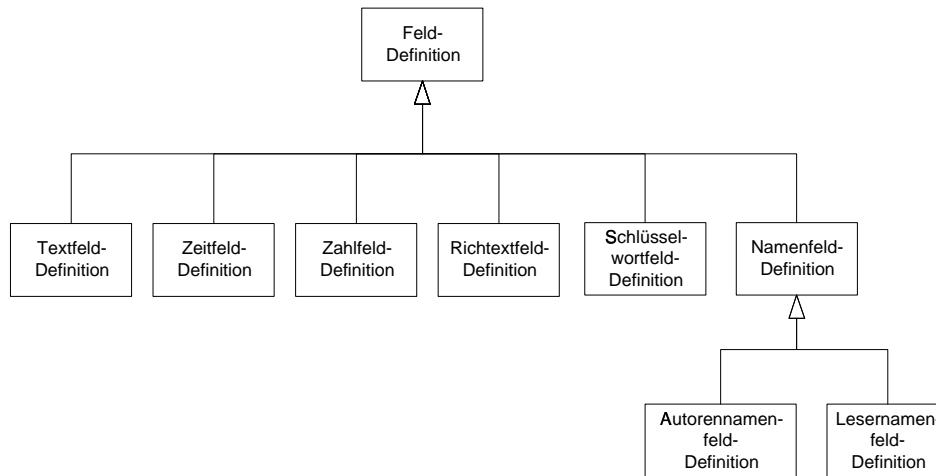 Feld-
Definition
Textfeld-
Definition
Zeitfeld-
Definition
Zahlfeld-
Definition
Richtextfeld-
Definition
Schlüssel-
wortfeld-
Definition
Namenfeld-
Definition
Autorennamen-
feld-
Definition
Lesernamen-
feld-
Definition